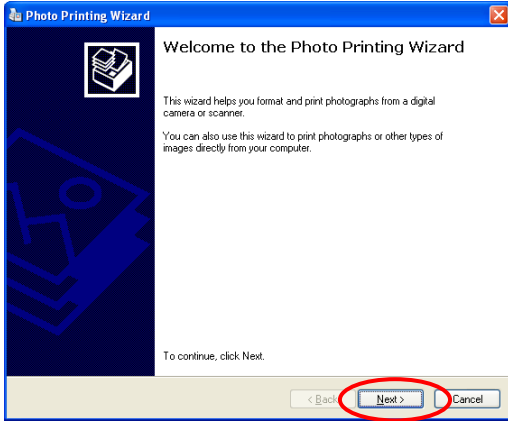 Photo Printing Wizard
Welcome to the Photo Printing Wizard
This wizard helps you format and print photographs from a digital
camera or scanner.
You can also use this wizard to print photographs or other types of
images directly from your computer.
To continue, click Next.
< Back Next > Cancel